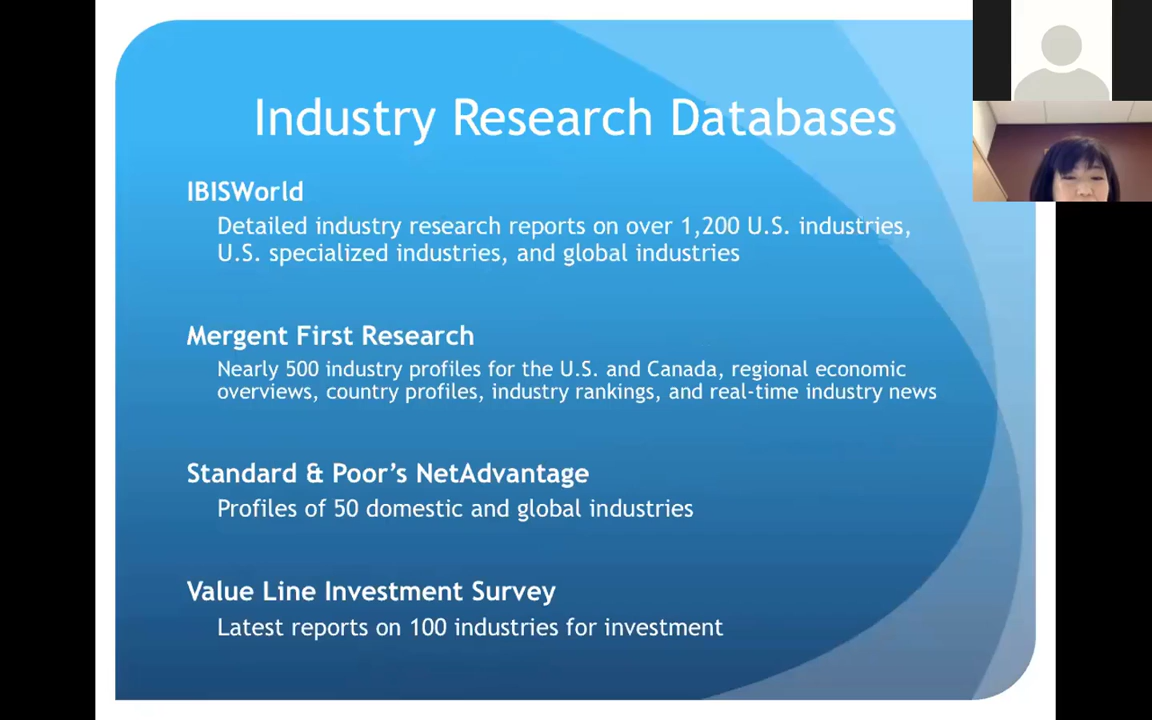 Industry Research Databases
IBISWorld
Detailed industry research reports on over 1,200 U.S. industries,
U.S. specialized industries, and global industries
Mergent First Research
Nearly 500 industry profiles for the U.S. and Canada, regional economic
overviews, country profiles, industry rankings, and real-time industry news
Standard & Poor’s NetAdvantage
Profiles of 50 domestic and global industries
Value Line Investment Survey
Latest reports on 100 industries for investment